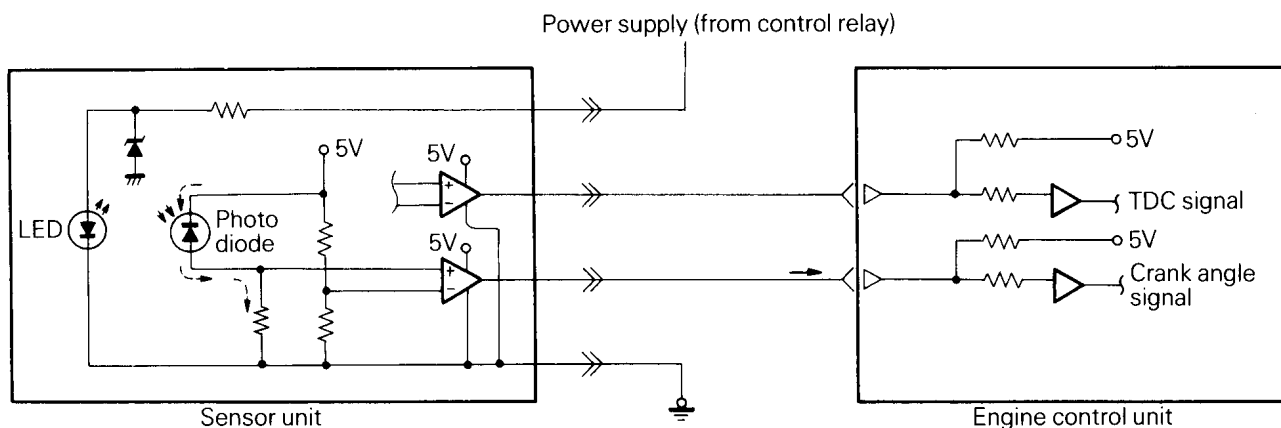 Power supply (from control relay)
5V
5V
5V
LED
Photo
diode
+
−
5V
TDC signal
5V
+
−
5V
Crank angle
signal
Sensor unit
Engine control unit